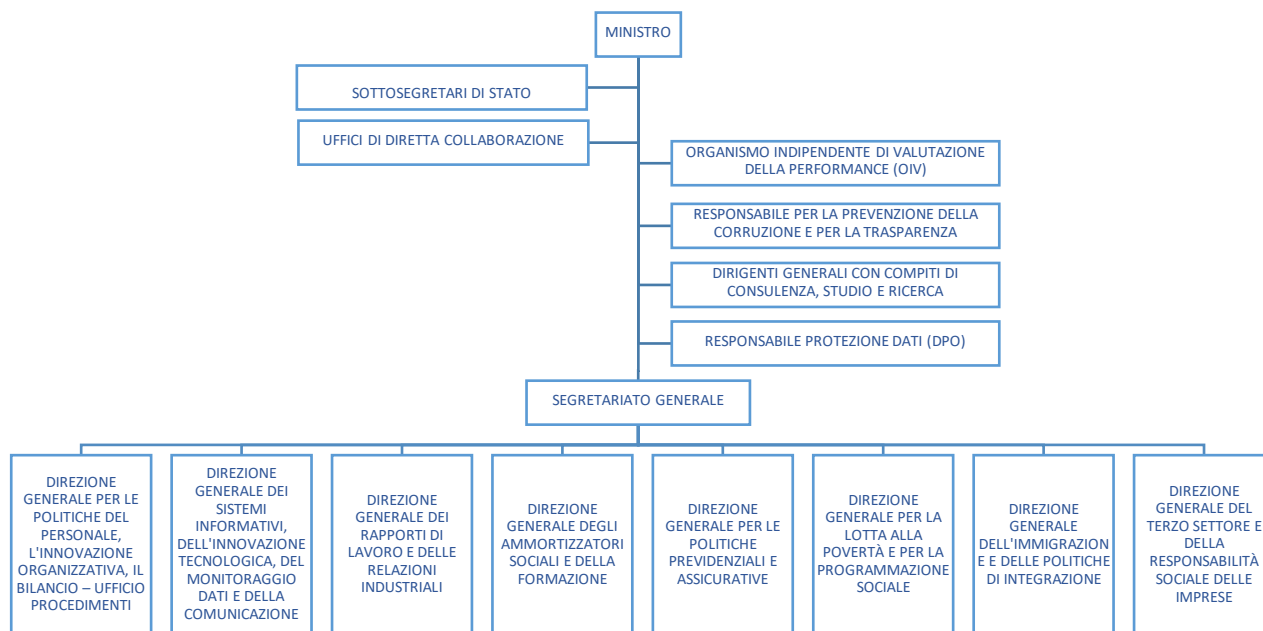 MINISTRO
SOTTOSEGRETARI DI STATO
UFFICI DI DIRETTA COLLABORAZIONE
ORGANISMO INDIPENDENTE DI VALUTAZIONE
DELLA PERFORMANCE (OIV)
RESPONSABILE PER LA PREVENZIONE DELLA
CORRUZIONE E PER LA TRASPARENZA
DIRIGENTI GENERALI CON COMPITI DI
CONSULENZA, STUDIO E RICERCA
RESPONSABILE PROTEZIONE DATI (DPO)
SEGRETARIATO GENERALE
DIREZIONE
GENERALE PER LE
POLITICHE DEL
PERSONALE,
L'INNOVAZIONE
ORGANIZZATIVA, IL
BILANCIO – UFFICIO
PROCEDIMENTI
DIREZIONE
GENERALE DEI
SISTEMI
INFORMATIVI,
DELL'INNOVAZIONE
TECNOLOGICA, DEL
MONITORAGGIO
DATI E DELLA
COMUNICAZIONE
DIREZIONE
GENERALE DEI
RAPPORTI DI
LAVORO E DELLE
RELAZIONI
INDUSTRIALI
DIREZIONE
GENERALE DEGLI
AMMORTIZZATORI
SOCIALI E DELLA
FORMAZIONE
DIREZIONE
GENERALE PER LE
POLITICHE
PREVIDENZIALI E
ASSICURATIVE
DIREZIONE
GENERALE PER LA
LOTTA ALLA
POVERTÀ E PER LA
PROGRAMMAZIONE
SOCIALE
DIREZIONE
GENERALE
DELL'IMMIGRAZION
E E DELLE POLITICHE
DI INTEGRAZIONE
DIREZIONE
GENERALE DEL
TERZO SETTORE E
DELLA
RESPONSABILITÀ
SOCIALE DELLE
IMPRESE